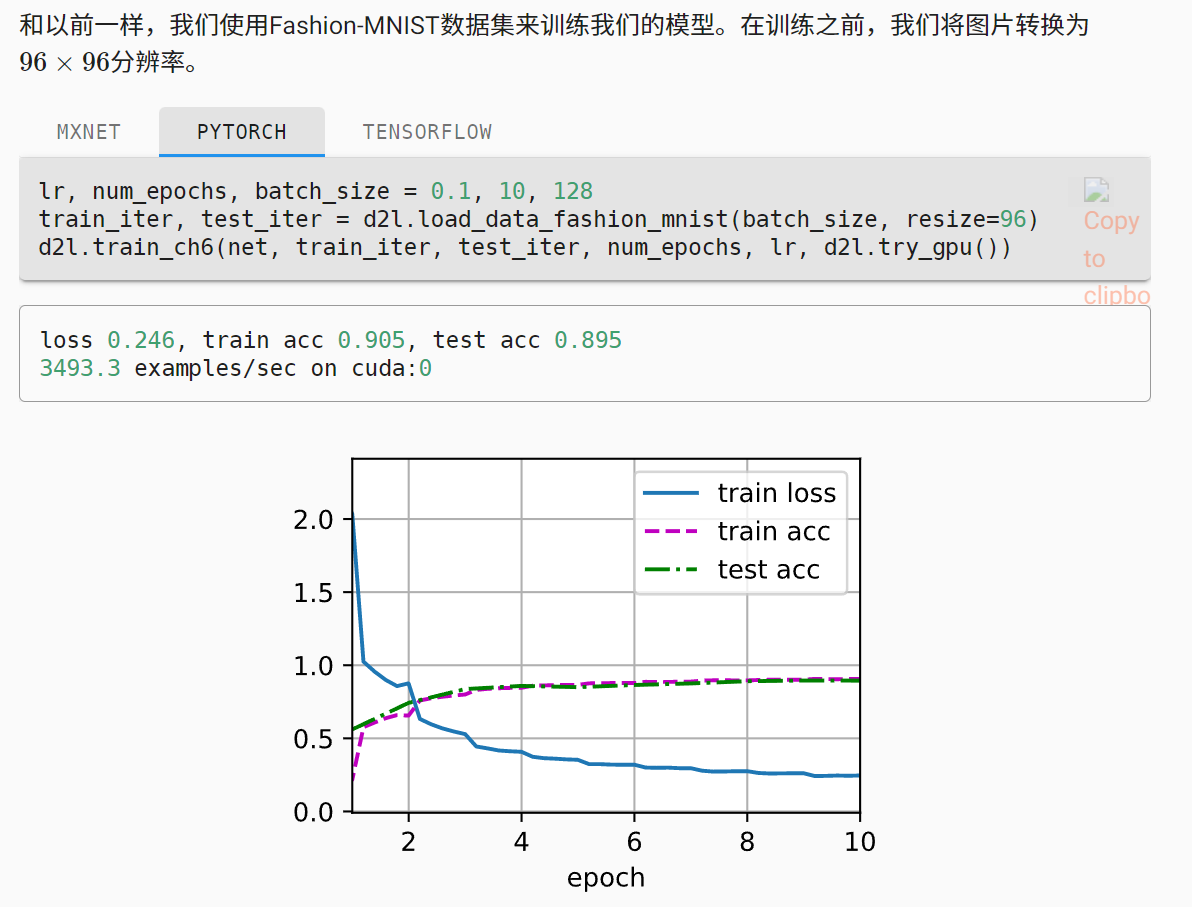 和以前一样，我们使用Fashion-MNIST数据集来训练我们的模型。在训练之前，我们将图片转换为
96 × 96分辨率。
MXNET PYTORCH TENSORFLOW
lr, num_epochs, batch_size = 0.1, 10, 128
train_iter, test_iter = d2l.load_data_fashion_mnist(batch_size, resize=96)
d2l.train_ch6(net, train_iter, test_iter, num_epochs, lr, d2l.try_gpu())
Copy
to
clipbo
loss 0.246, train acc 0.905, test acc 0.895
3493.3 examples/sec on cuda:0
train loss
train acc
test acc
2.0
1.5
1.0
0.5
0.0
2 4 6 8 10
epoch